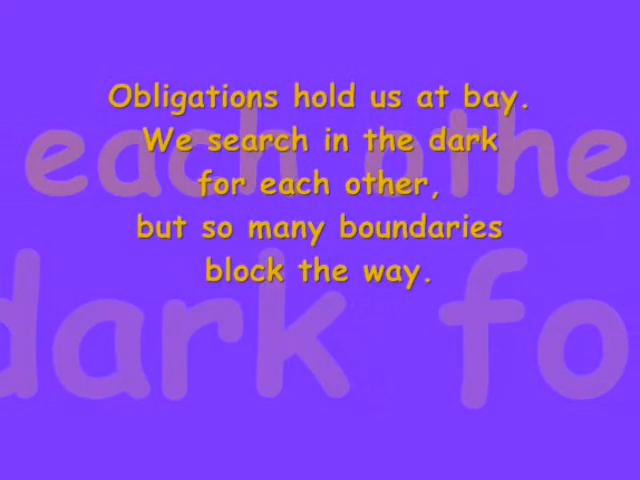 Obligations hold us at bay.
We search in the dark
for each other,
but so many boundaries
block the way.
each othe
dark fo